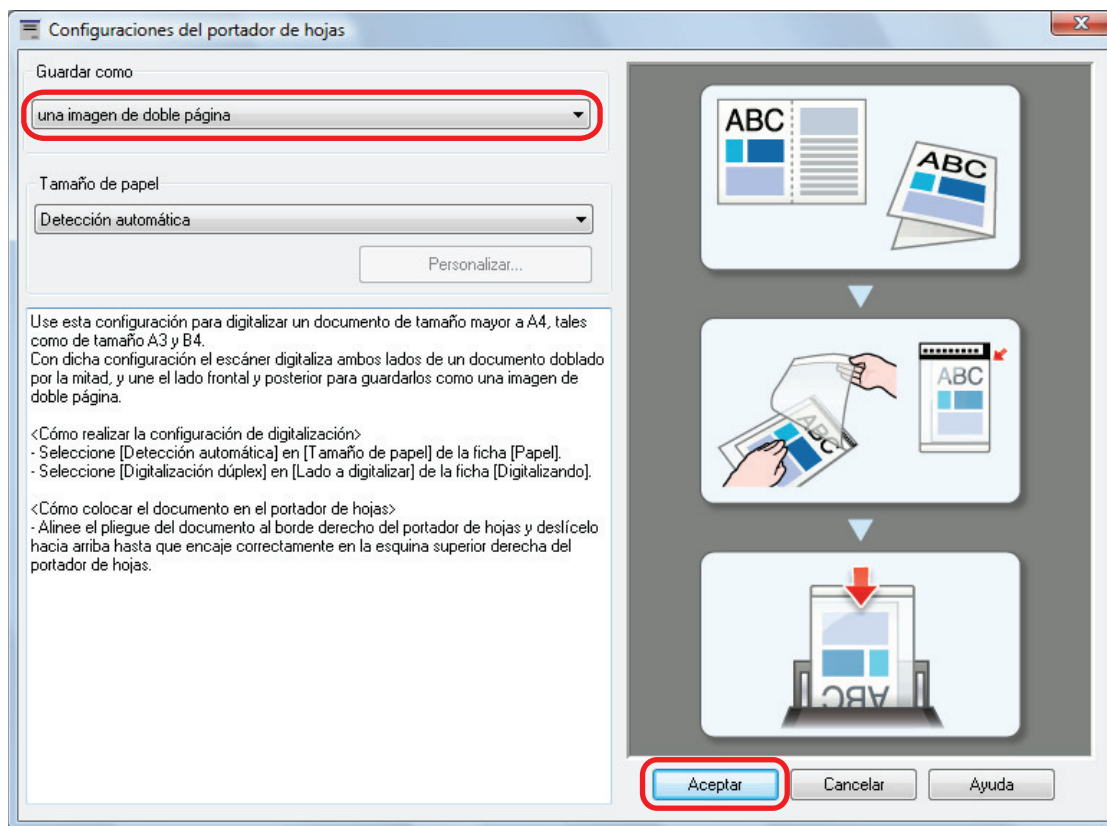 Configuraciones del portador de hojas
X
Guardar como
una imagen de doble página
Tamaño de papel
Detección automática
Personalizar...
Use esta configuración para digitalizar un documento de tamaño mayor a A4, tales
como de tamaño A3 y B4.
Con dicha configuración el escáner digitaliza ambos lados de un documento doblado
por la mitad, y une el lado frontal y posterior para guardarlos como una imagen de
doble página.
<Cómo realizar la configuración de digitalización>
- Seleccione [Detección automática] en [Tamaño de papel] de la ficha [Papel].
- Seleccione [Digitalización dúplex] en [Lado a digitalizar] de la ficha [Digitalizando].
<Cómo colocar el documento en el portador de hojas>
- Alinee el pliegue del documento al borde derecho del portador de hojas y deslícelo
hacia arriba hasta que encaje correctamente en la esquina superior derecha del
portador de hojas.
ABC
ABC
ABC
ABC
ABC
Aceptar
Cancelar
Ayuda